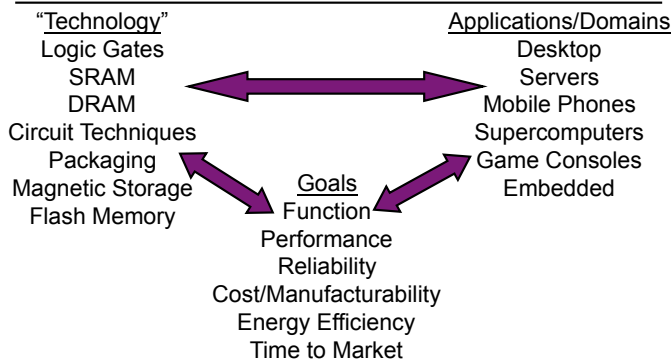 “Technology”
Logic Gates
SRAM
DRAM
Circuit Techniques
Packaging
Magnetic Storage
Flash Memory
Applications/Domains
Desktop
Servers
Mobile Phones
Supercomputers
Game Consoles
Embedded
Goals
Function
Performance
Reliability
Cost/Manufacturability
Energy Efficiency
Time to Market